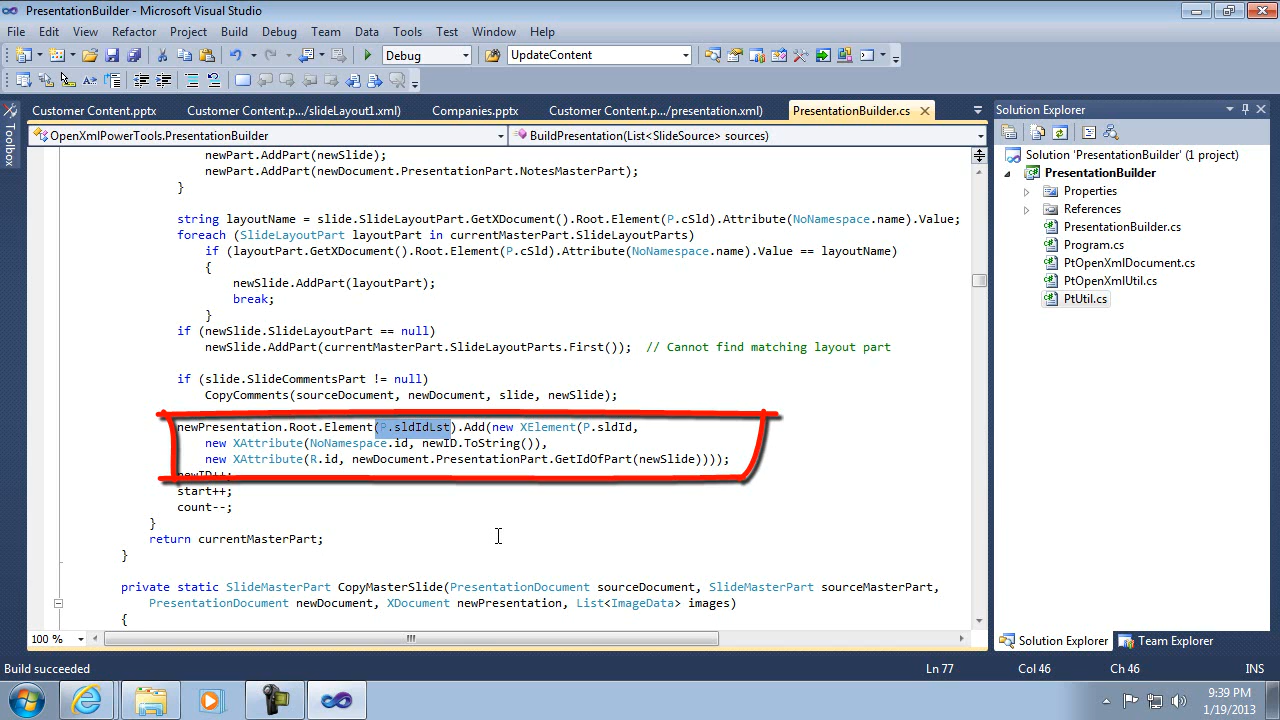 PresentationBuilder - Microsoft Visual Studio
File Edit View Refactor Project Build Debug Team Data Tools Test Window Help
Debug UpdateContent
Customer Content.pptx Customer Content.p.../slideLayout1.xml) Companies.pptx Customer Content.p.../presentation.xml) PresentationBuilder.cs
OpenXmlPowerTools.PresentationBuilder BuildPresentation(List<SlideSource> sources)
Toolbox
newPart.AddPart(newSlide);
newPart.AddPart(newDocument.PresentationPart.NotesMasterPart);
}
string layoutName = slide.SlideLayoutPart.GetXDocument().Root.Element(P.cSld).Attribute(NoNamespace.name).Value;
foreach (SlideLayoutPart layoutPart in currentMasterPart.SlideLayoutParts)
if (layoutPart.GetXDocument().Root.Element(P.cSld).Attribute(NoNamespace.name).Value == layoutName)
{
newSlide.AddPart(layoutPart);
break;
}
if (newSlide.SlideLayoutPart == null)
newSlide.AddPart(currentMasterPart.SlideLayoutParts.First()); // Cannot find matching layout part
if (slide.SlideCommentsPart != null)
CopyComments(sourceDocument, newDocument, slide, newSlide);
newPresentation.Root.Element(P.sldIdLst).Add(new XElement(P.sldId,
new XAttribute(NoNamespace.id, newID.ToString()),
new XAttribute(R.id, newDocument.PresentationPart.GetIdOfPart(newSlide))));
newID++;
start++;
count--;
}
return currentMasterPart;
}
private static SlideMasterPart CopyMasterSlide(PresentationDocument sourceDocument, SlideMasterPart sourceMasterPart,
PresentationDocument newDocument, XDocument newPresentation, List<ImageData> images)
{
100 %
Solution Explorer
Solution 'PresentationBuilder' (1 project)
PresentationBuilder
Properties
References
PresentationBuilder.cs
Program.cs
PtOpenXmlDocument.cs
PtOpenXmlUtil.cs
PtUtil.cs
Solution Explorer Team Explorer
Build succeeded Ln 77 Col 46 Ch 46 INS
9:39 PM
1/19/2013